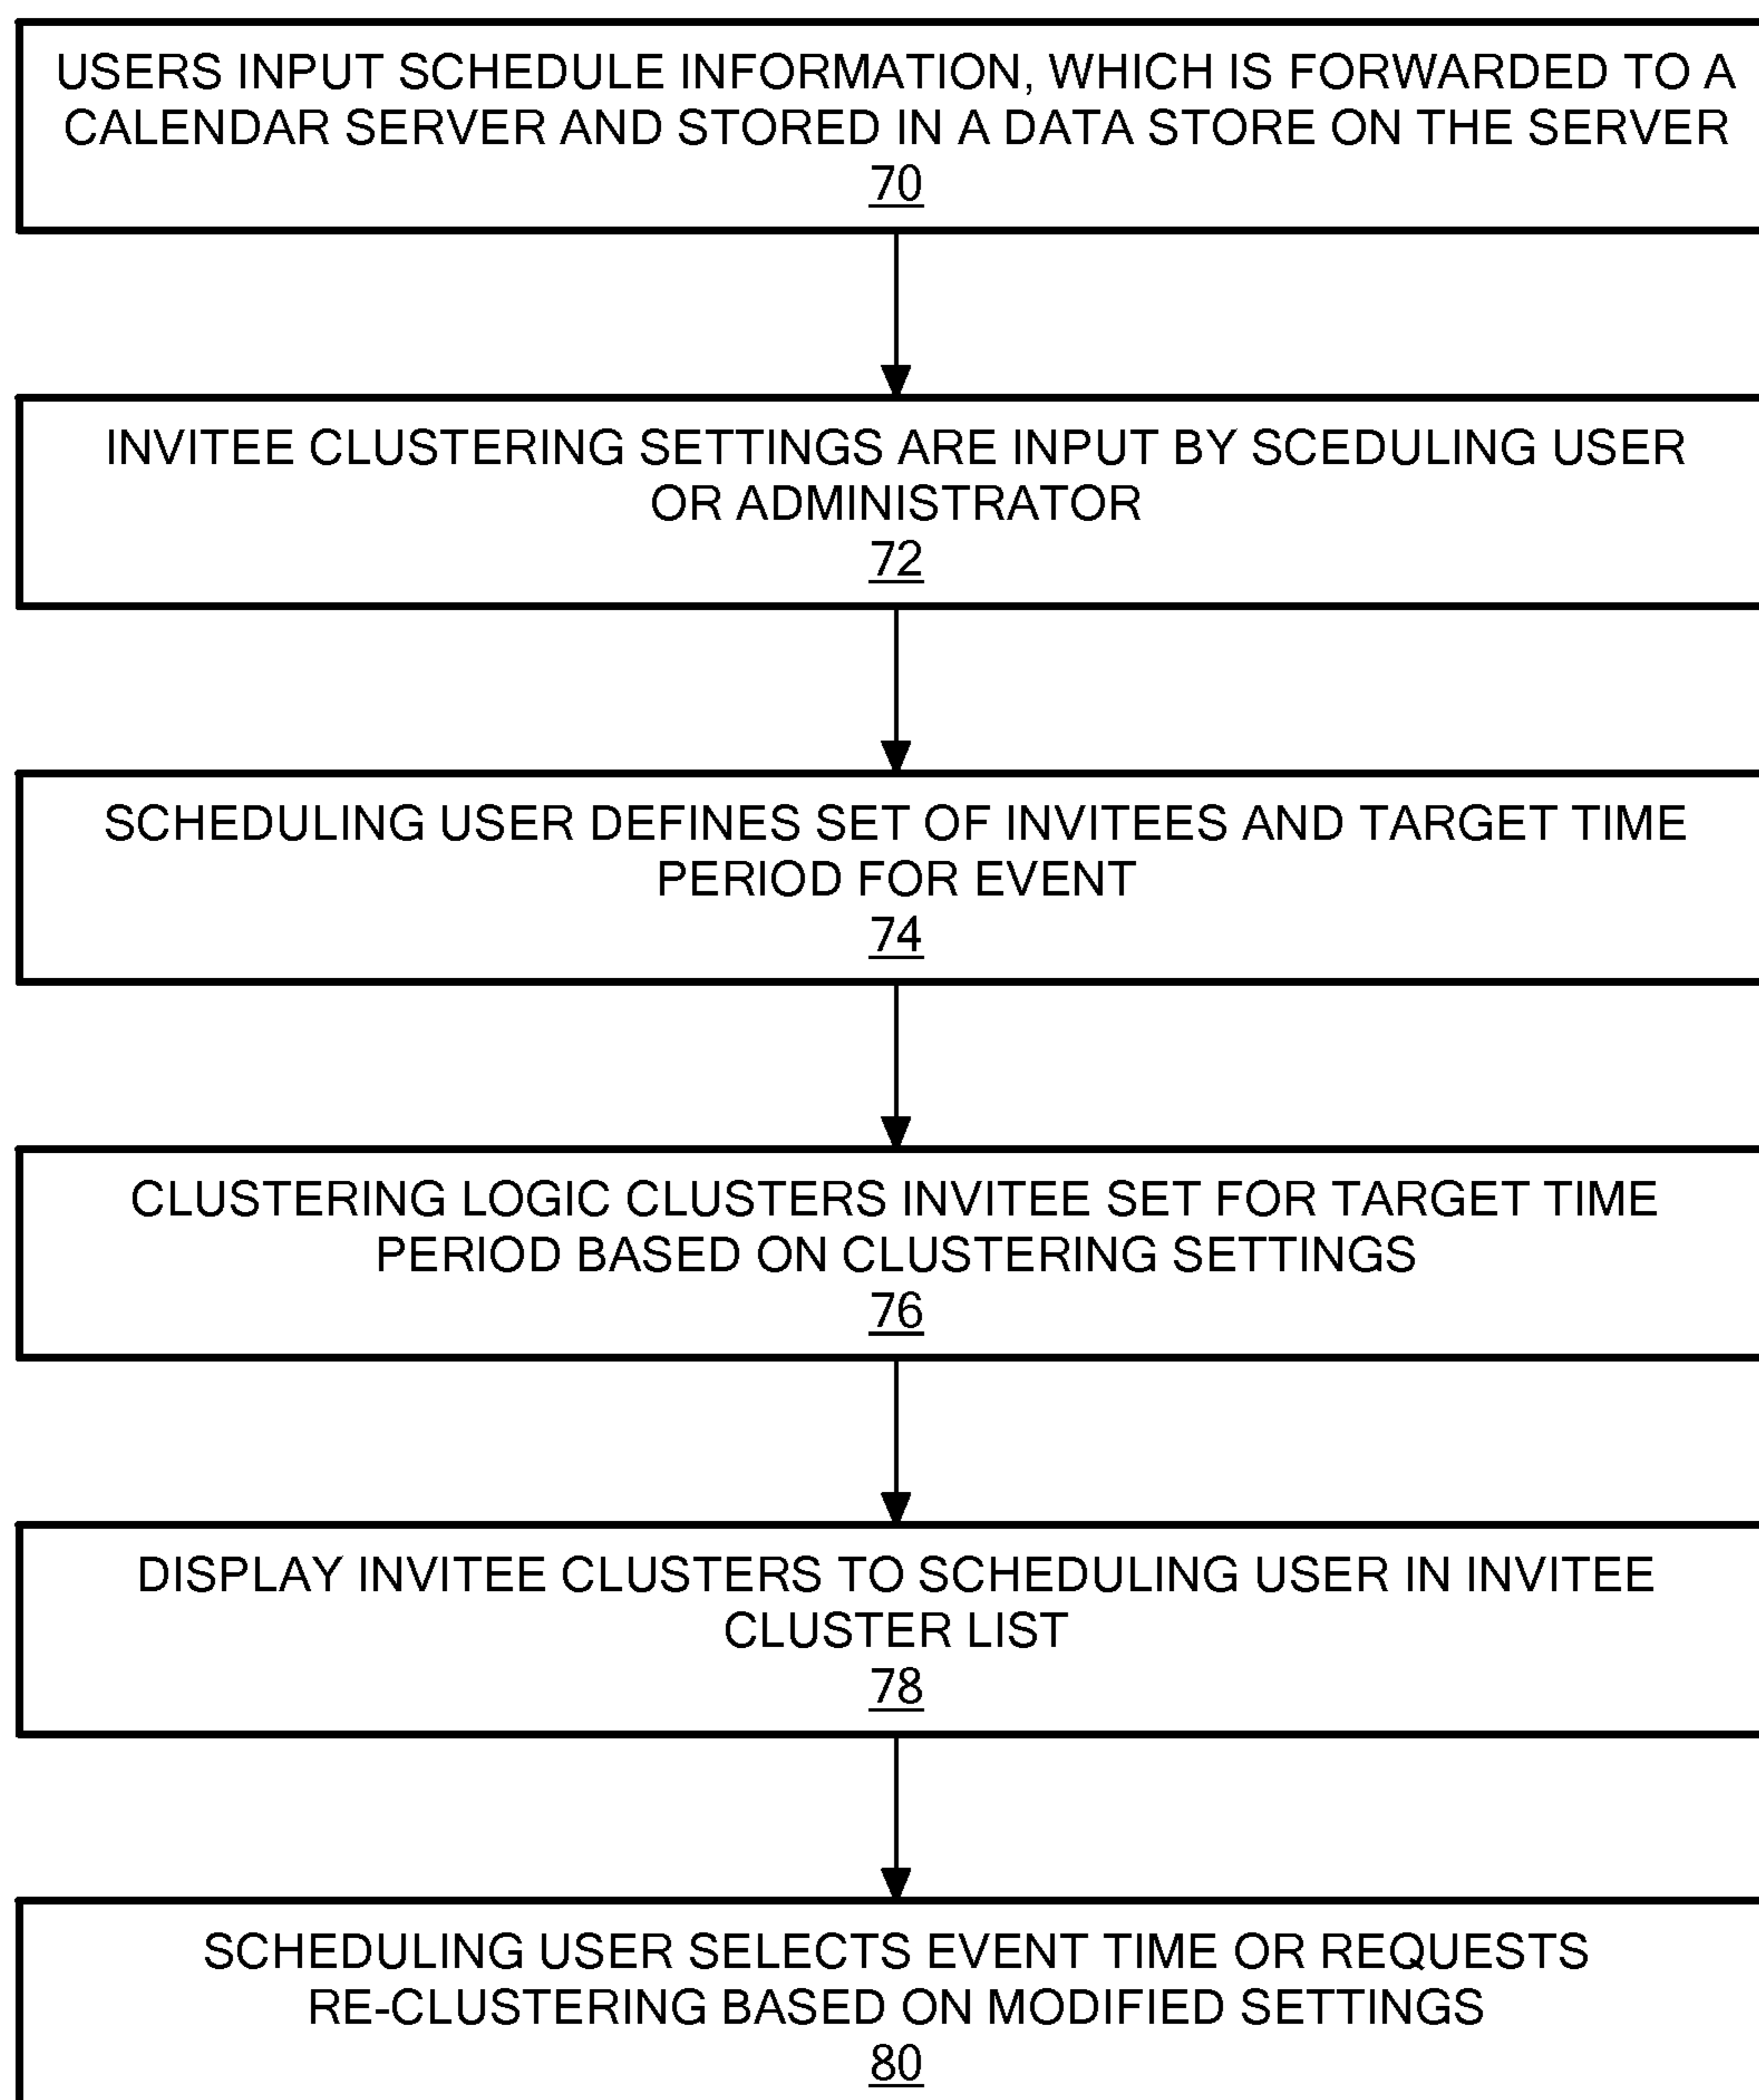 USERS INPUT SCHEDULE INFORMATION, WHICH IS FORWARDED TO A
CALENDAR SERVER AND STORED IN A DATA STORE ON THE SERVER
70
INVITEE CLUSTERING SETTINGS ARE INPUT BY SCEDULING USER
OR ADMINISTRATOR
72
SCHEDULING USER DEFINES SET OF INVITEES AND TARGET TIME
PERIOD FOR EVENT
74
CLUSTERING LOGIC CLUSTERS INVITEE SET FOR TARGET TIME
PERIOD BASED ON CLUSTERING SETTINGS
76
DISPLAY INVITEE CLUSTERS TO SCHEDULING USER IN INVITEE
CLUSTER LIST
78
SCHEDULING USER SELECTS EVENT TIME OR REQUESTS
RE-CLUSTERING BASED ON MODIFIED SETTINGS
80